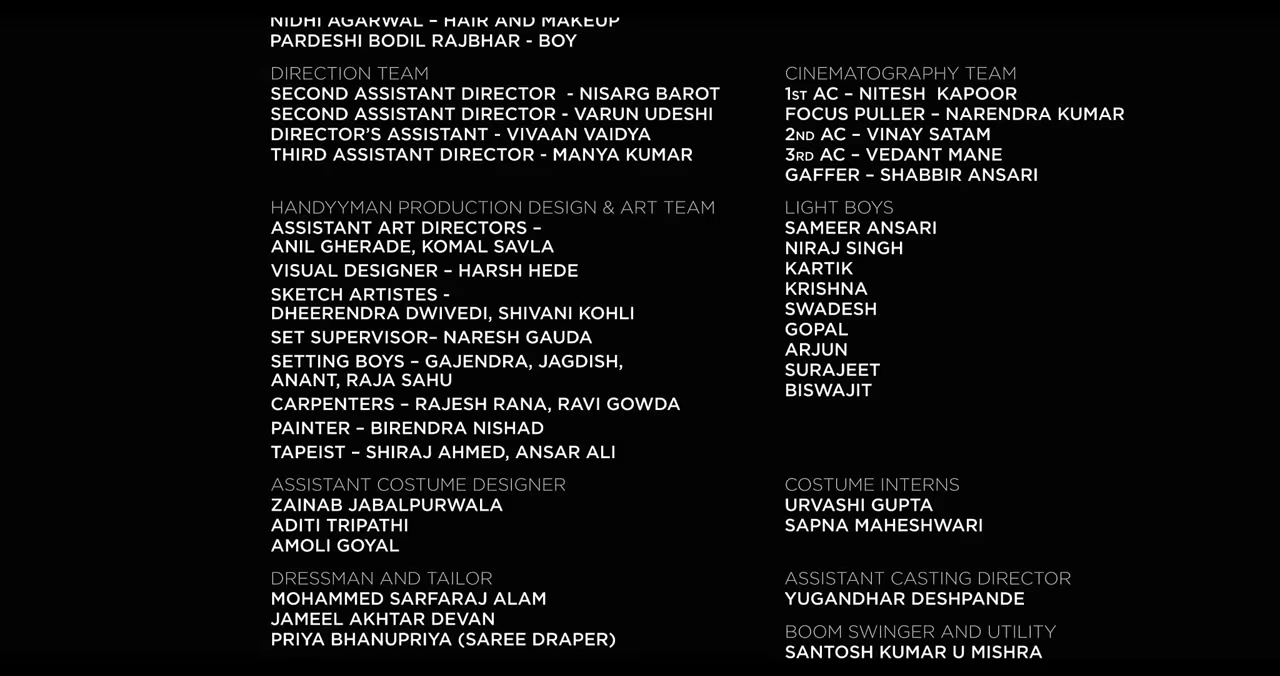 NIDHI AGARWAL – HAIR AND MAKEUP
PARDESHI BODIL RAJBHAR - BOY
DIRECTION TEAM
SECOND ASSISTANT DIRECTOR - NISARG BAROT
SECOND ASSISTANT DIRECTOR - VARUN UDESHI
DIRECTOR'S ASSISTANT - VIVAAN VAIDYA
THIRD ASSISTANT DIRECTOR - MANYA KUMAR
CINEMATOGRAPHY TEAM
1ST AC – NITESH KAPOOR
FOCUS PULLER – NARENDRA KUMAR
2ND AC – VINAY SATAM
3RD AC – VEDANT MANE
GAFFER – SHABBIR ANSARI
HANDYYMAN PRODUCTION DESIGN & ART TEAM
ASSISTANT ART DIRECTORS –
ANIL GHERADE, KOMAL SAVLA
VISUAL DESIGNER – HARSH HEDE
SKETCH ARTISTES -
DHEERENDRA DWIVEDI, SHIVANI KOHLI
SET SUPERVISOR– NARESH GAUDA
SETTING BOYS – GAJENDRA, JAGDISH,
ANANT, RAJA SAHU
CARPENTERS – RAJESH RANA, RAVI GOWDA
PAINTER – BIRENDRA NISHAD
TAPEIST – SHIRAJ AHMED, ANSAR ALI
LIGHT BOYS
SAMEER ANSARI
NIRAJ SINGH
KARTIK
KRISHNA
SWADESH
GOPAL
ARJUN
SURAJEET
BISWAJIT
ASSISTANT COSTUME DESIGNER
ZAINAB JABALPURWALA
ADITI TRIPATHI
AMOLI GOYAL
COSTUME INTERNS
URVASHI GUPTA
SAPNA MAHESHWARI
DRESSMAN AND TAILOR
MOHAMMED SARFARAJ ALAM
JAMEEL AKHTAR DEVAN
PRIYA BHANUPRIYA (SAREE DRAPER)
ASSISTANT CASTING DIRECTOR
YUGANDHAR DESHPANDE
BOOM SWINGER AND UTILITY
SANTOSH KUMAR U MISHRA